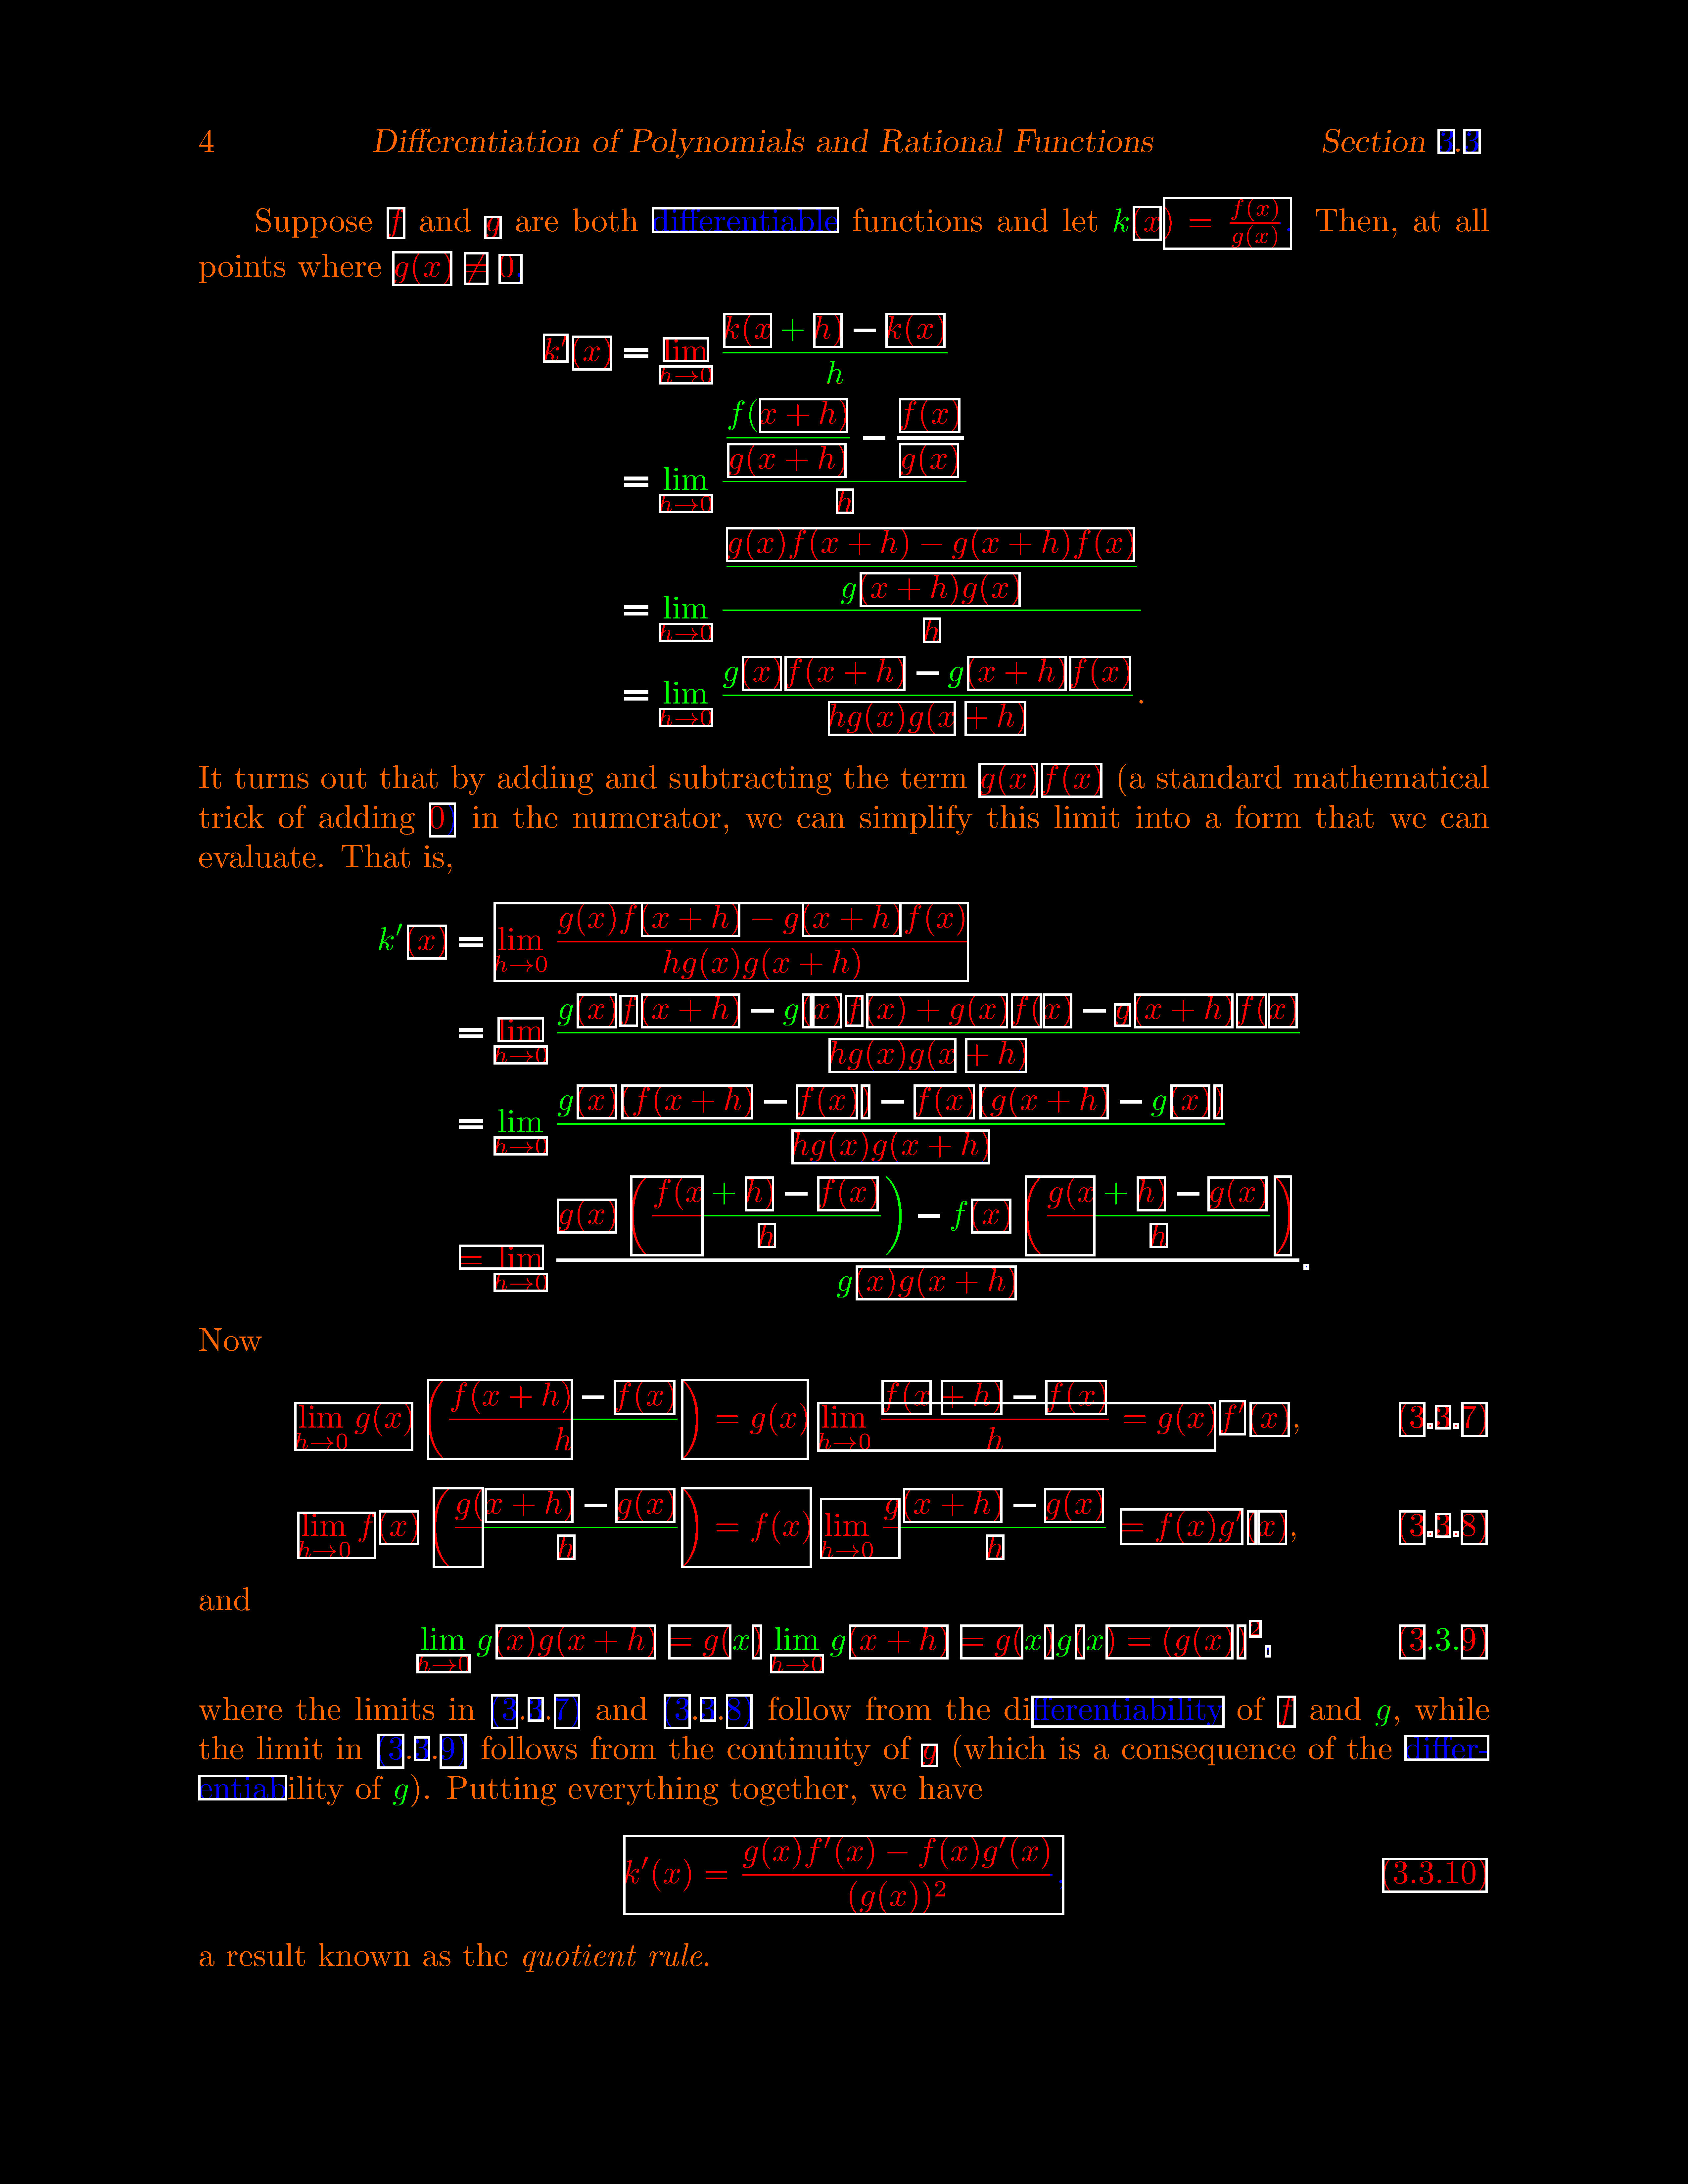 4 Differentiation of Polynomials and Rational Functions Section 3.3
Suppose f and g are both differentiable functions and let k(x) = f(x)/g(x). Then, at all
points where g(x) ≠ 0,
k′(x) = lim_{h→0} (k(x + h) − k(x))/h
= lim_{h→0} (f(x + h)/g(x + h) − f(x)/g(x))/h
= lim_{h→0} ((g(x)f(x + h) − g(x + h)f(x))/(g(x + h)g(x)))/h
= lim_{h→0} (g(x)f(x + h) − g(x + h)f(x))/(hg(x)g(x + h)).
It turns out that by adding and subtracting the term g(x)f(x) (a standard mathematical
trick of adding 0) in the numerator, we can simplify this limit into a form that we can
evaluate. That is,
k′(x) = lim_{h→0} (g(x)f(x + h) − g(x + h)f(x))/(hg(x)g(x + h))
= lim_{h→0} (g(x)f(x + h) − g(x)f(x) + g(x)f(x) − g(x + h)f(x))/(hg(x)g(x + h))
= lim_{h→0} (g(x)(f(x + h) − f(x)) − f(x)(g(x + h) − g(x)))/(hg(x)g(x + h))
= lim_{h→0} (g(x)((f(x + h) − f(x))/h) − f(x)((g(x + h) − g(x))/h))/(g(x)g(x + h)).
Now
lim_{h→0} g(x)((f(x + h) − f(x))/h) = g(x) lim_{h→0} (f(x + h) − f(x))/h = g(x)f′(x), (3.3.7)
lim_{h→0} f(x)((g(x + h) − g(x))/h) = f(x) lim_{h→0} (g(x + h) − g(x))/h = f(x)g′(x), (3.3.8)
and
lim_{h→0} g(x)g(x + h) = g(x) lim_{h→0} g(x + h) = g(x)g(x) = (g(x))², (3.3.9)
where the limits in (3.3.7) and (3.3.8) follow from the differentiability of f and g, while
the limit in (3.3.9) follows from the continuity of g (which is a consequence of the differ-
entiability of g). Putting everything together, we have
k′(x) = (g(x)f′(x) − f(x)g′(x))/(g(x))², (3.3.10)
a result known as the quotient rule.